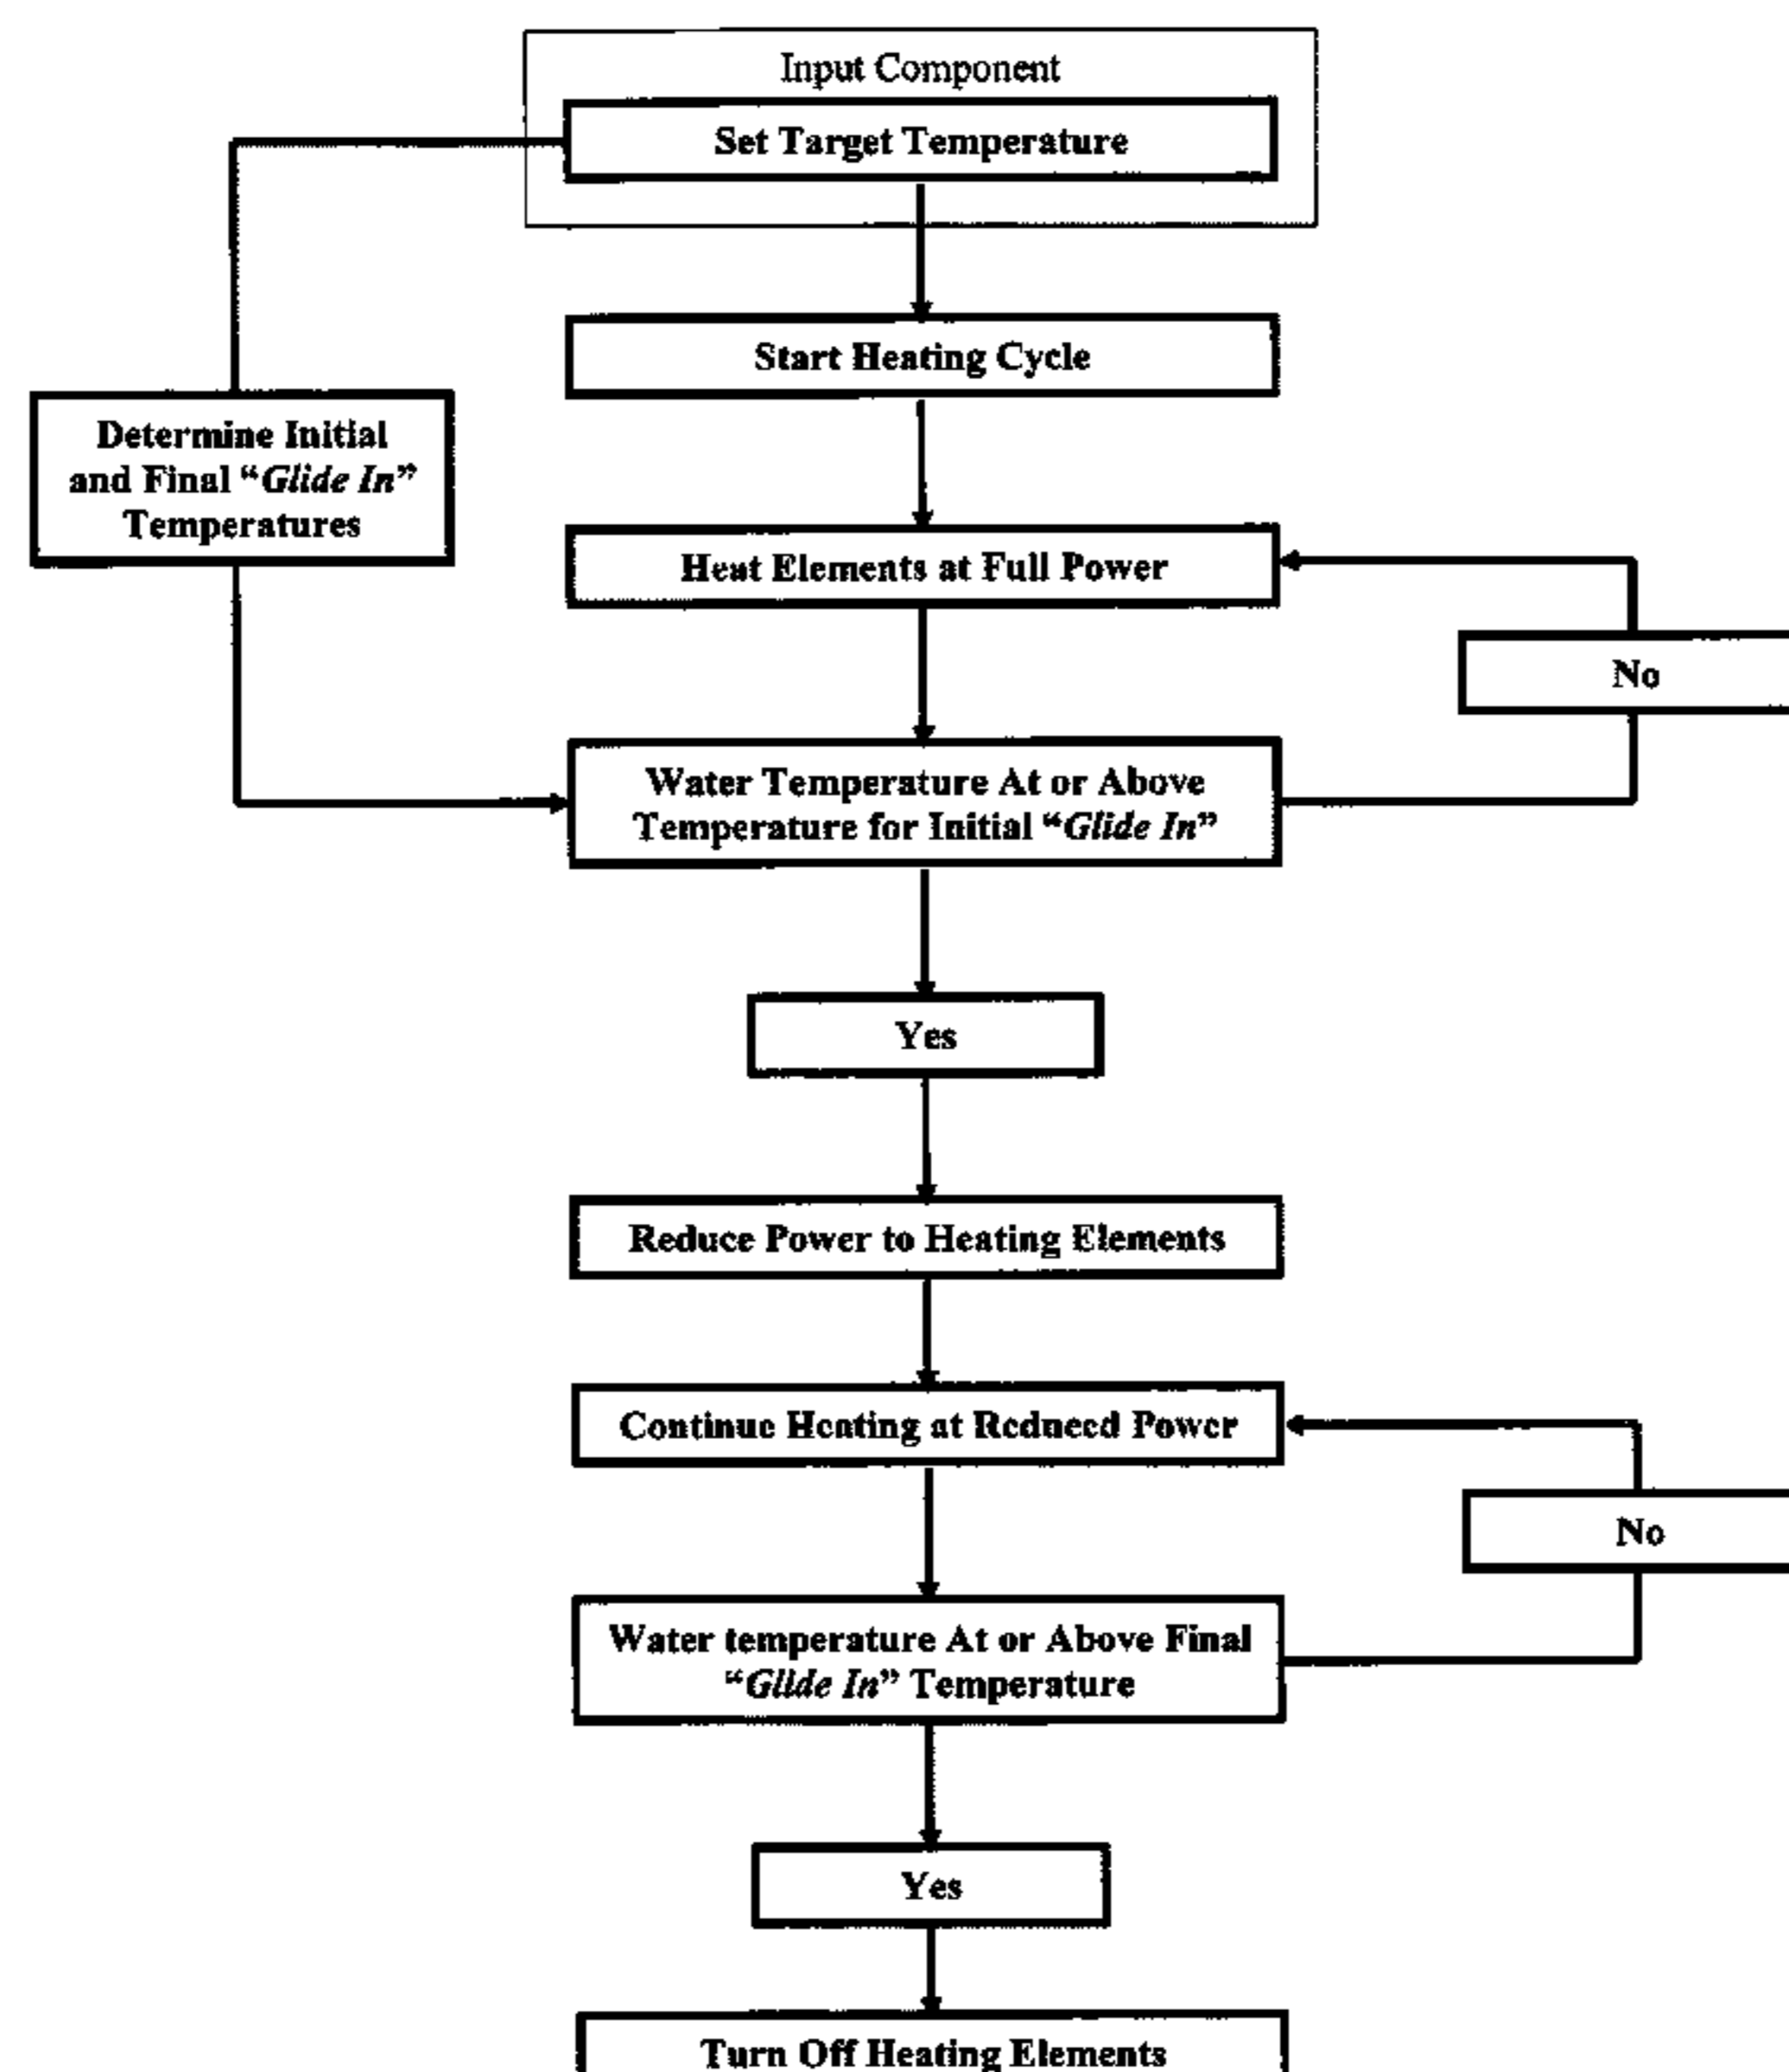 Input Component
Set Target Temperature
Start Heating Cycle
Determine Initial
and Final “Glide In”
Temperatures
Heat Elements at Full Power
No
Water Temperature At or Above
Temperature for Initial “Glide In”
Yes
Reduce Power to Heating Elements
Continue Heating at Reduced Power
No
Water temperature At or Above Final
“Glide In” Temperature
Yes
Turn Off Heating Elements